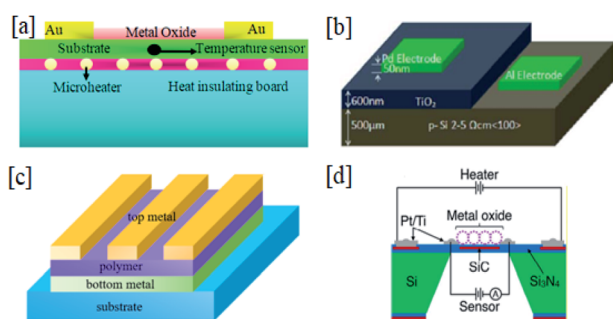 [a]
Au
Metal Oxide
Au
Substrate
Temperature sensor
Microheater
Heat insulating board
[b]
Pd Electrode
50nm
Al Electrode
600nm
TiO₂
500μm
p- Si 2-5 Ωcm<100>
[c]
top metal
polymer
bottom metal
substrate
[d]
Heater
Pt/Ti
Metal oxide
Si
SiC
Si₃N₄
A
Sensor